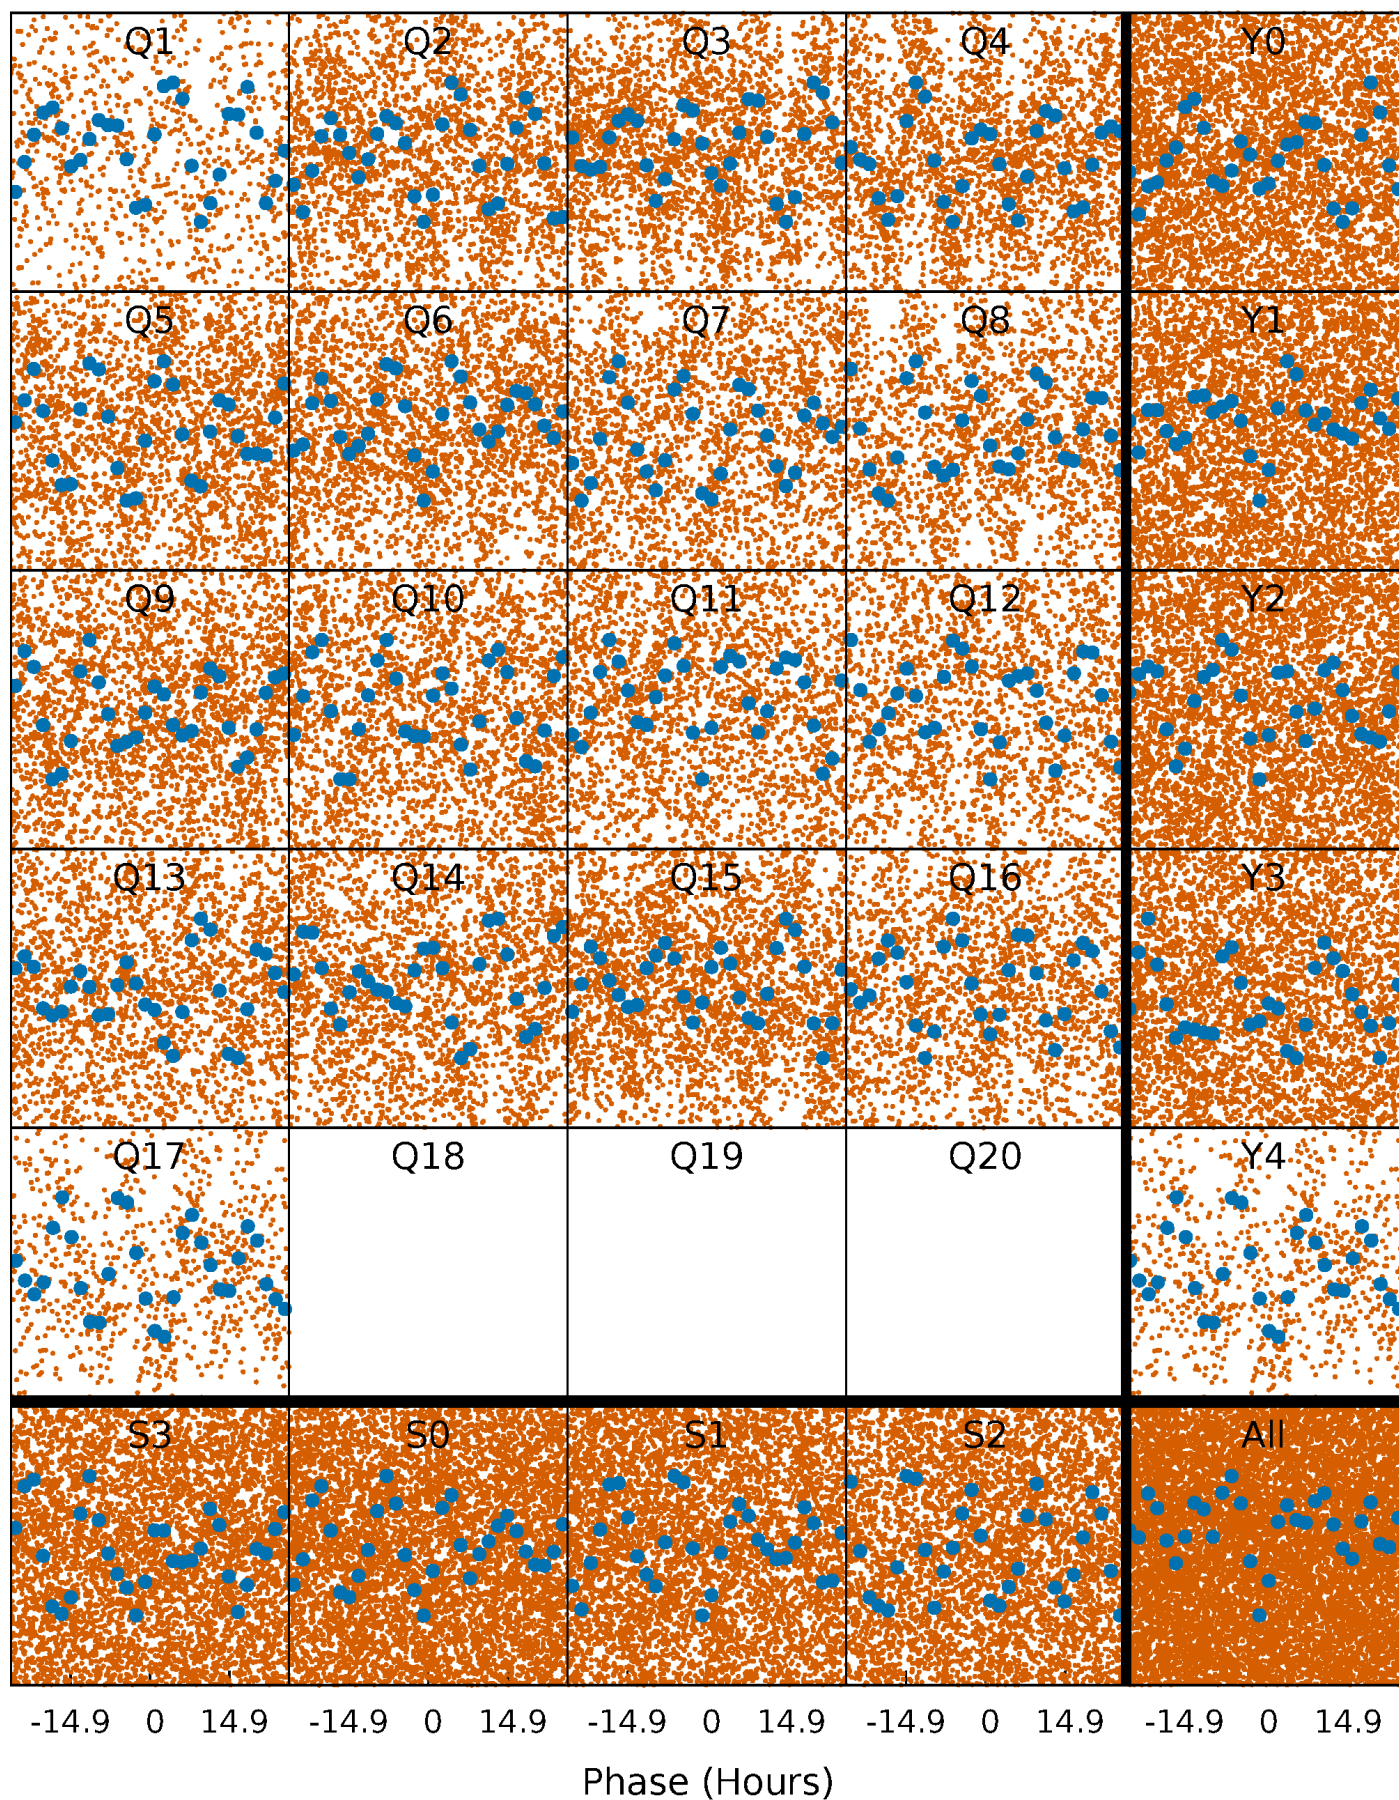 Q1 Q2 Q3 Q4 Y0
Q5 Q6 Q7 Q8 Y1
Q9 Q10 Q11 Q12 Y2
Q13 Q14 Q15 Q16 Y3
Q17 Q18 Q19 Q20 Y4
S3 S0 S1 S2 All
-14.9 0 14.9 -14.9 0 14.9 -14.9 0 14.9 -14.9 0 14.9 -14.9 0 14.9
Phase (Hours)